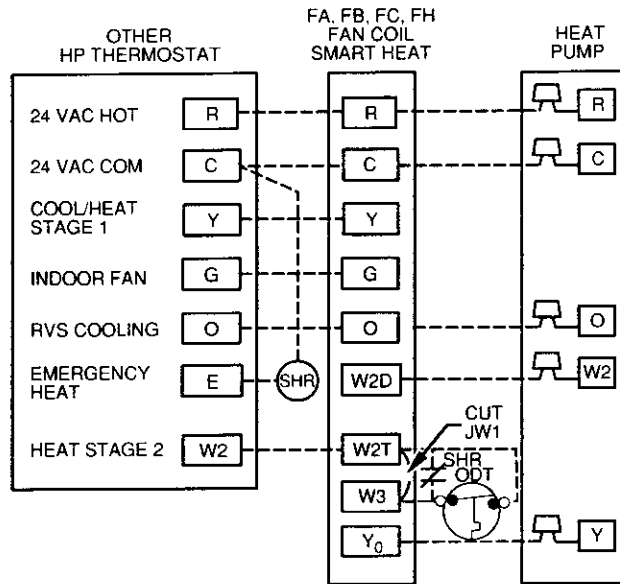 OTHER
HP THERMOSTAT
FA, FB, FC, FH
FAN COIL
SMART HEAT
HEAT
PUMP
24 VAC HOT R R R
24 VAC COM C C C
COOL/HEAT
STAGE 1 Y Y
INDOOR FAN G G
RVS COOLING O O O
EMERGENCY
HEAT E SHR W2D W2
CUT
JW1
HEAT STAGE 2 W2 W2T
SHR
ODT
W3
Y0 Y